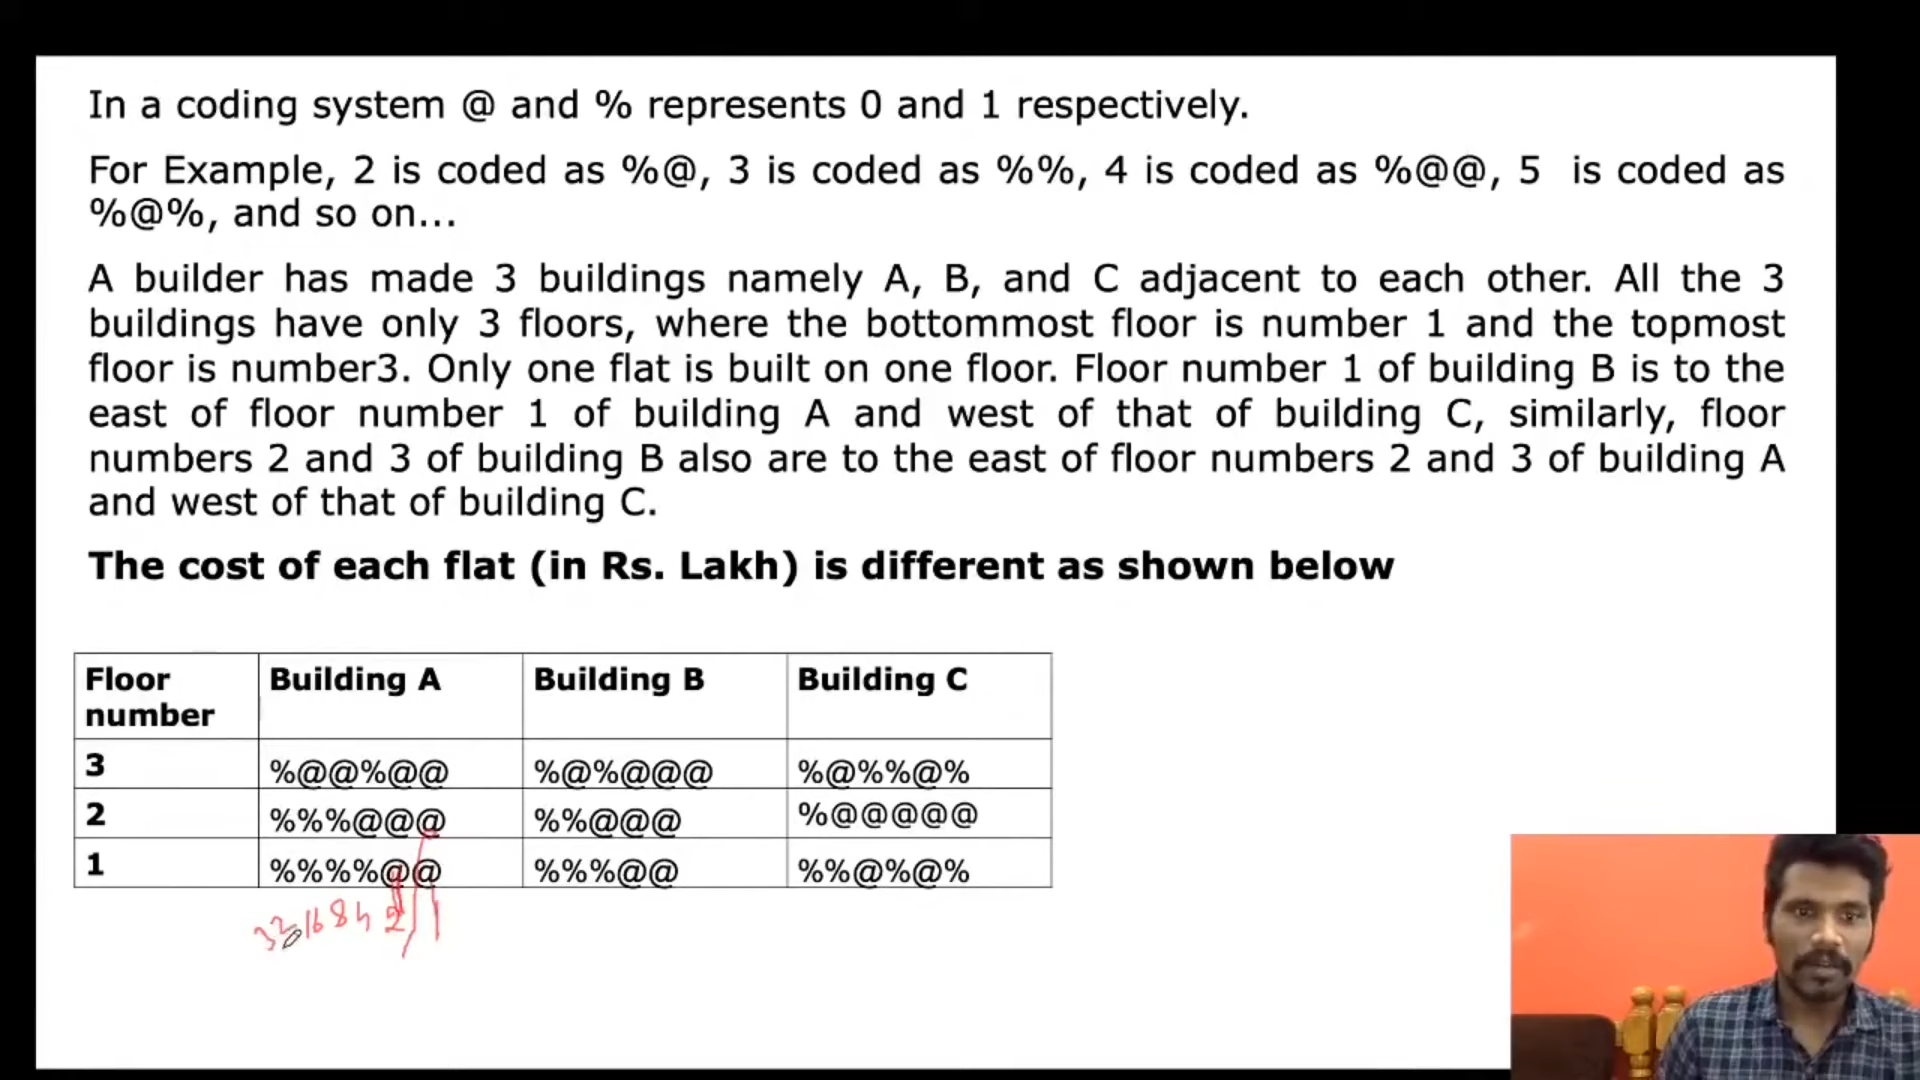 In a coding system @ and % represents 0 and 1 respectively.
For Example, 2 is coded as %@, 3 is coded as %%, 4 is coded as %@@, 5 is coded as
%@%, and so on...
A builder has made 3 buildings namely A, B, and C adjacent to each other. All the 3
buildings have only 3 floors, where the bottommost floor is number 1 and the topmost
floor is number3. Only one flat is built on one floor. Floor number 1 of building B is to the
east of floor number 1 of building A and west of that of building C, similarly, floor
numbers 2 and 3 of building B also are to the east of floor numbers 2 and 3 of building A
and west of that of building C.
The cost of each flat (in Rs. Lakh) is different as shown below
Floor number Building A Building B Building C
3 %@@%@@ %@%@@@ %@%%@%
2 %%%@@@ %%@@@ %@@@@@
1 %%%%@@ %%%@@ %%@%@%
32 16 8 4 2 1